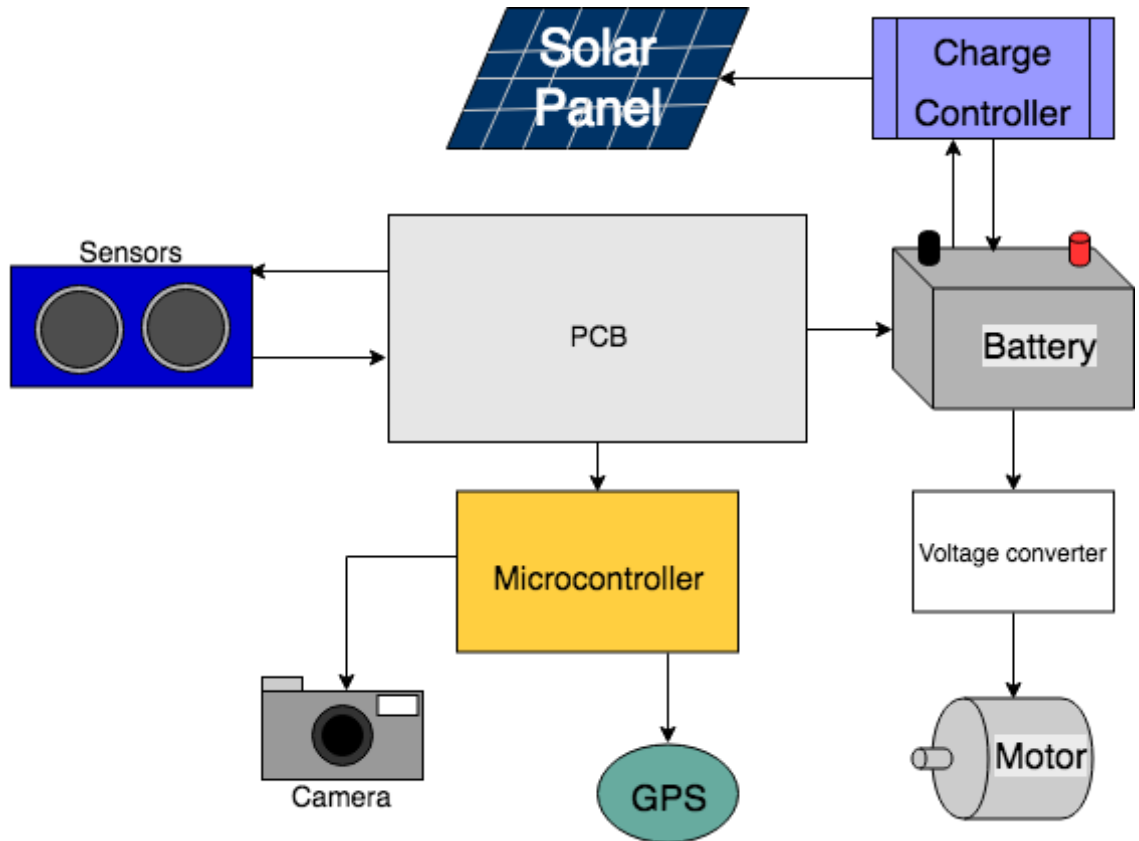 Solar
Panel
Charge
Controller
Sensors
PCB
Battery
Microcontroller
Voltage converter
Camera
GPS
Motor